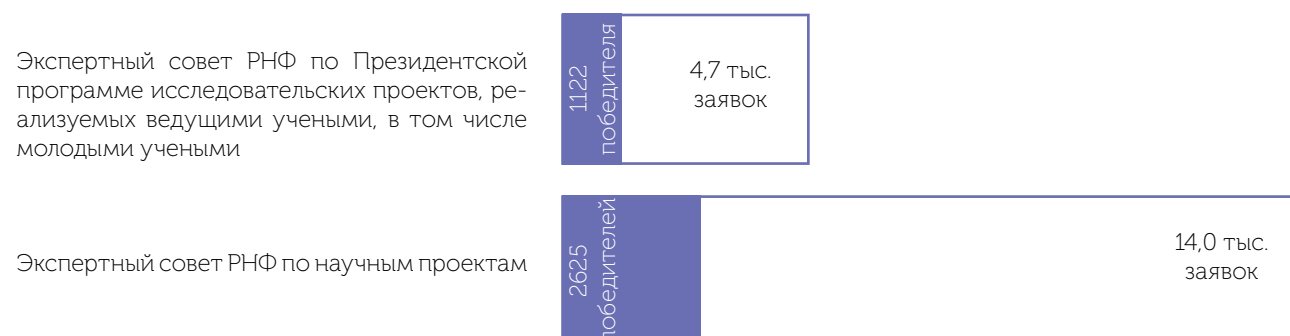 Экспертный совет РНФ по Президентской
программе исследовательских проектов, ре-
ализуемых ведущими учеными, в том числе
молодыми учеными
1122
победителя
4,7 тыс.
заявок
Экспертный совет РНФ по научным проектам
2625
победителей
14,0 тыс.
заявок